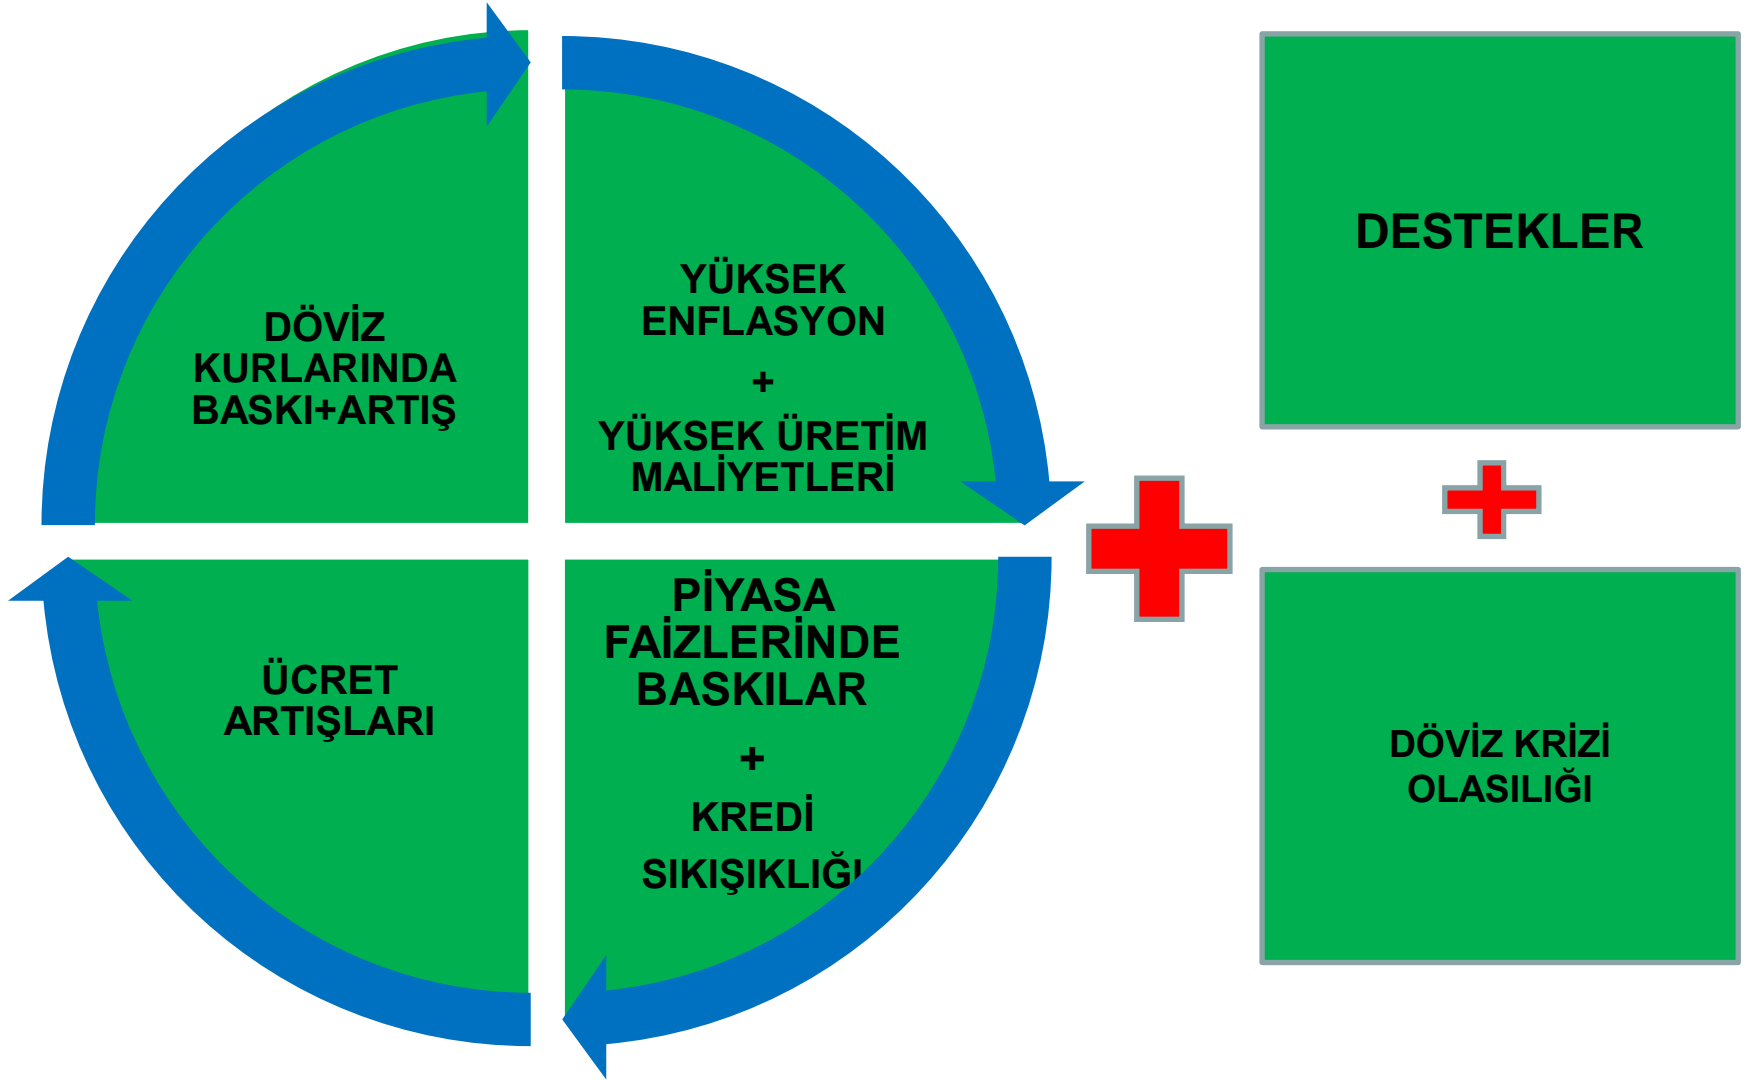 DÖVİZ
KURLARINDA
BASKI+ARTIŞ
YÜKSEK
ENFLASYON
+
YÜKSEK ÜRETİM
MALİYETLERİ
PİYASA
FAİZLERİNDE
BASKILAR
+
KREDİ
SIKIŞIKLIĞI
ÜCRET
ARTIŞLARI
DESTEKLER
DÖVİZ KRİZİ
OLASILIĞI